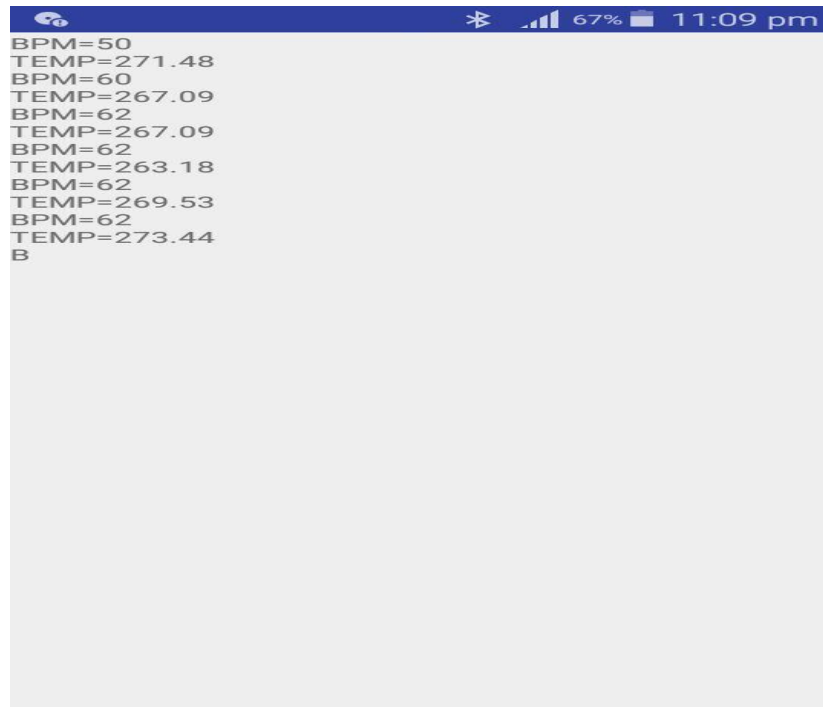 67% 11:09 pm
BPM=50
TEMP=271.48
BPM=60
TEMP=267.09
BPM=62
TEMP=267.09
BPM=62
TEMP=263.18
BPM=62
TEMP=269.53
BPM=62
TEMP=273.44
B